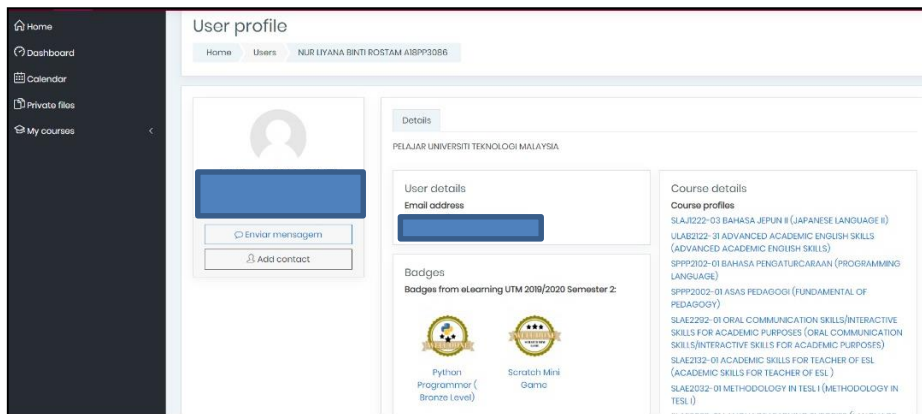 Home
Dashboard
Calendar
Private files
My courses
User profile
Home Users NUR LIYANA BINTI ROSTAM A18PP3086
Enviar mensagem
Add contact
Details
PELAJAR UNIVERSITI TEKNOLOGI MALAYSIA
User details
Email address
Badges
Badges from eLearning UTM 2019/2020 Semester 2:
Python
Programmer (
Bronze Level)
Scratch Mini
Game
Course details
Course profiles
SLAJ1222-03 BAHASA JEPUN II (JAPANESE LANGUAGE II)
ULAB2122-31 ADVANCED ACADEMIC ENGLISH SKILLS
(ADVANCED ACADEMIC ENGLISH SKILLS)
SPPP2102-01 BAHASA PENGATURCARAAN (PROGRAMMING
LANGUAGE)
SPPP2002-01 ASAS PEDAGOGI (FUNDAMENTAL OF
PEDAGOGY)
SLAE2292-01 ORAL COMMUNICATION SKILLS/INTERACTIVE
SKILLS FOR ACADEMIC PURPOSES (ORAL COMMUNICATION
SKILLS/INTERACTIVE SKILLS FOR ACADEMIC PURPOSES)
SLAE2132-01 ACADEMIC SKILLS FOR TEACHER OF ESL
(ACADEMIC SKILLS FOR TEACHER OF ESL )
SLAE2032-01 METHODOLOGY IN TESL I (METHODOLOGY IN
TESL I)